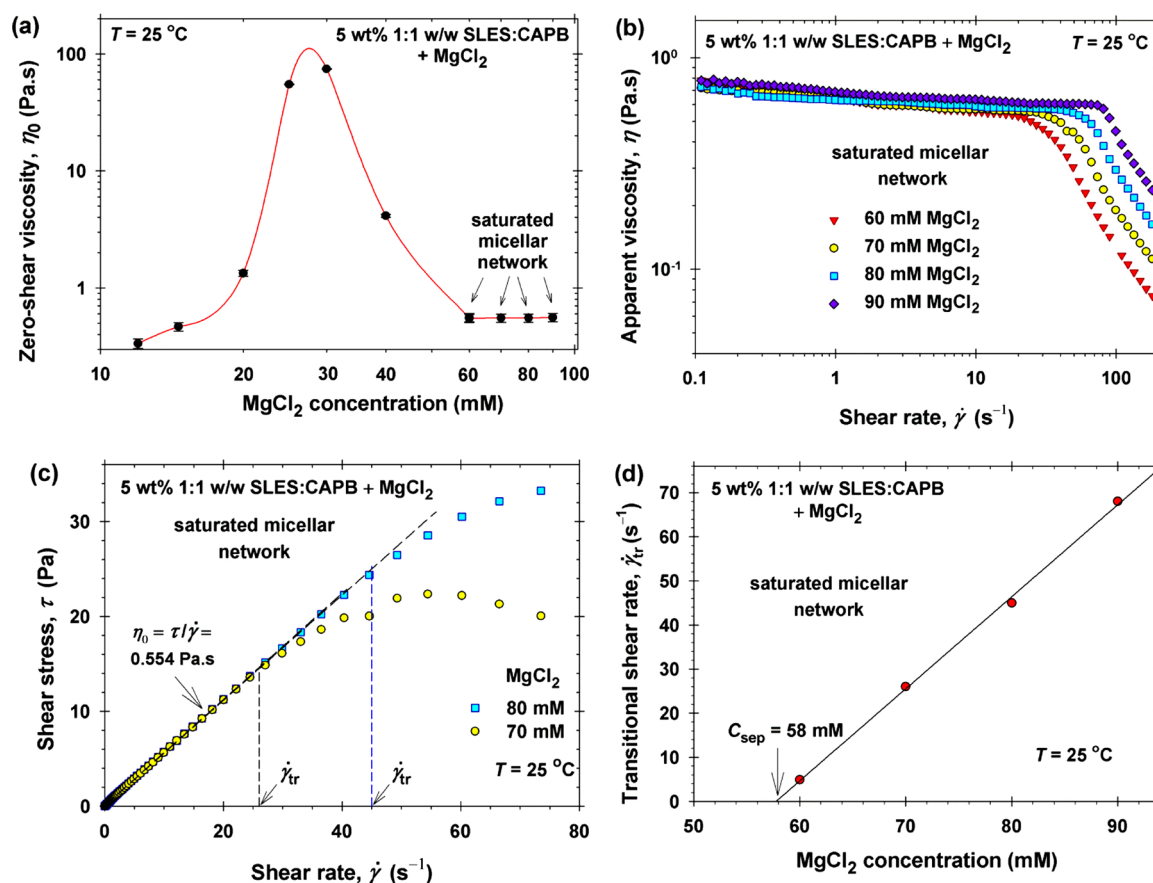 (a)
T = 25 °C
5 wt% 1:1 w/w SLES:CAPB
+ MgCl2
Zero-shear viscosity, η0 (Pa.s)
100
10
1
saturated
micellar
network
10
20
30
40
60
80
100
MgCl2 concentration (mM)
(b)
5 wt% 1:1 w/w SLES:CAPB + MgCl2
T = 25 °C
Apparent viscosity, η (Pa.s)
10^0
10^-1
saturated micellar
network
60 mM MgCl2
70 mM MgCl2
80 mM MgCl2
90 mM MgCl2
0.1
1
10
100
Shear rate, γ̇ (s−1)
(c)
5 wt% 1:1 w/w SLES:CAPB + MgCl2
saturated micellar
network
Shear stress, τ (Pa)
30
20
10
0
η0 = τ/γ̇ =
0.554 Pa.s
MgCl2
80 mM
70 mM
T = 25 °C
γ̇tr
γ̇tr
0
20
40
60
80
Shear rate, γ̇ (s−1)
(d)
5 wt% 1:1 w/w SLES:CAPB
+ MgCl2
Transitional shear rate, γ̇tr (s−1)
70
60
50
40
30
20
10
0
saturated micellar
network
Csep = 58 mM
T = 25 °C
50
60
70
80
90
MgCl2 concentration (mM)